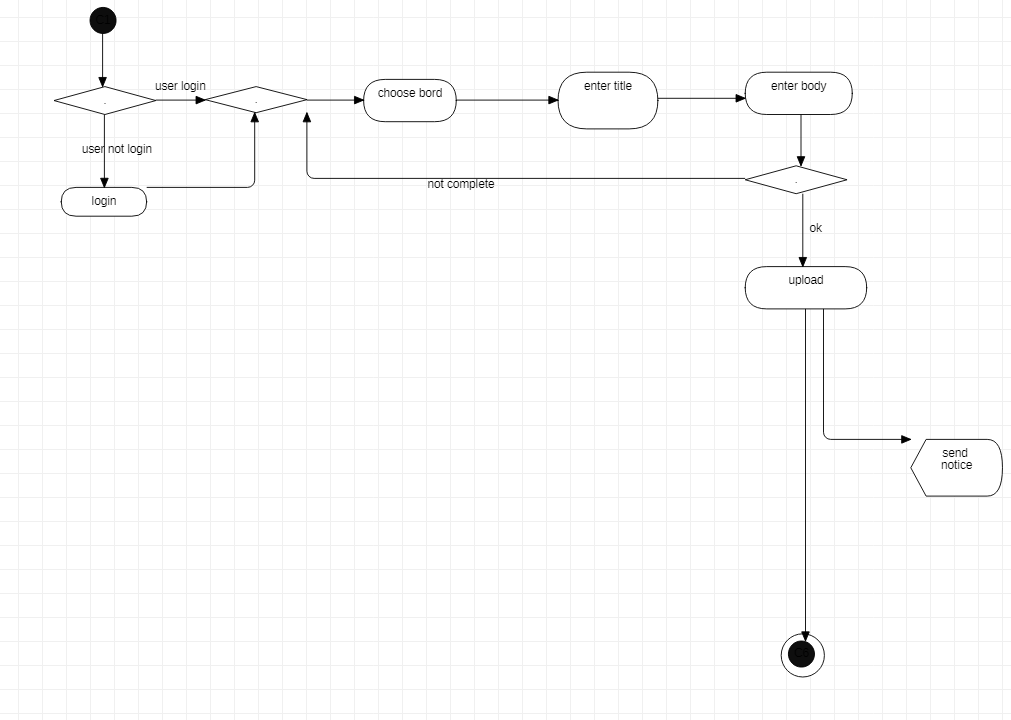 user login
choose bord
enter title
enter body
user not login
login
not complete
ok
upload
send
notice